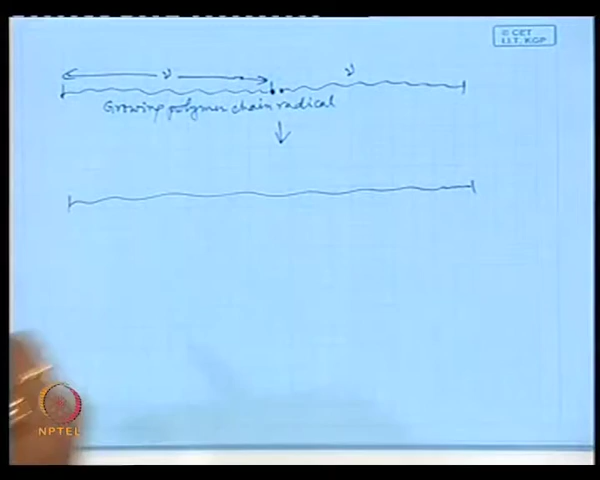 © CET
I.I.T. KGP
ν ν
Growing polymer chain radical
NPTEL